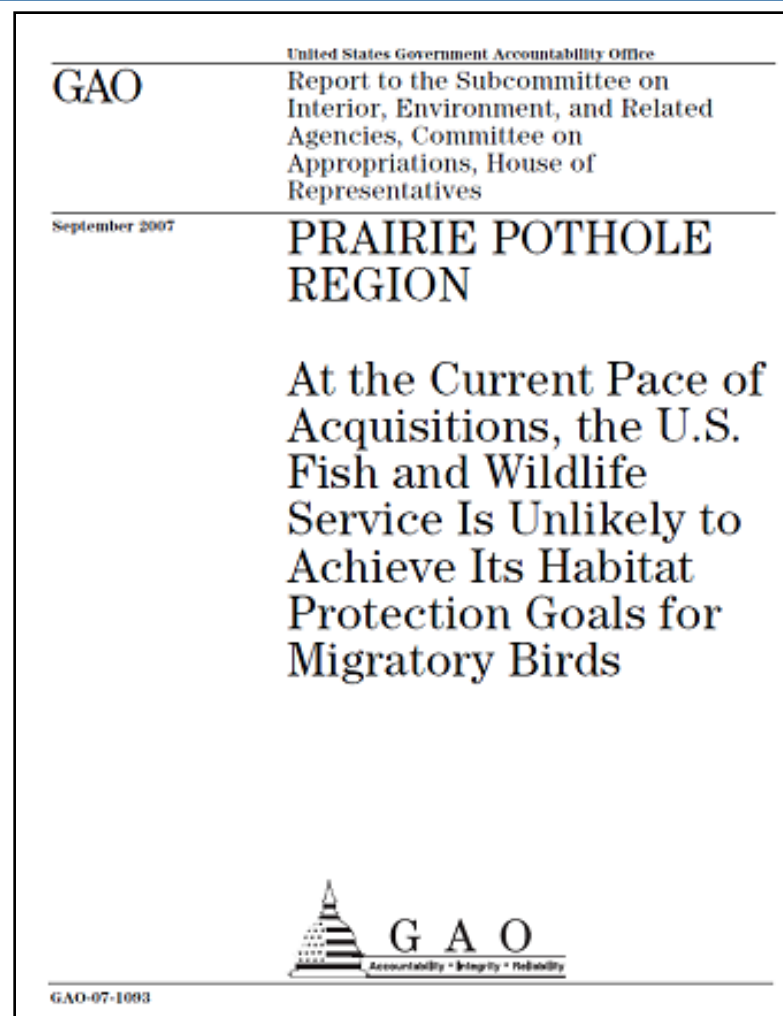 United States Government Accountability Office
GAO
Report to the Subcommittee on
Interior, Environment, and Related
Agencies, Committee on
Appropriations, House of
Representatives
September 2007
PRAIRIE POTHOLE
REGION
At the Current Pace of
Acquisitions, the U.S.
Fish and Wildlife
Service Is Unlikely to
Achieve Its Habitat
Protection Goals for
Migratory Birds
G A O
Accountability * Integrity * Reliability
GAO-07-1093